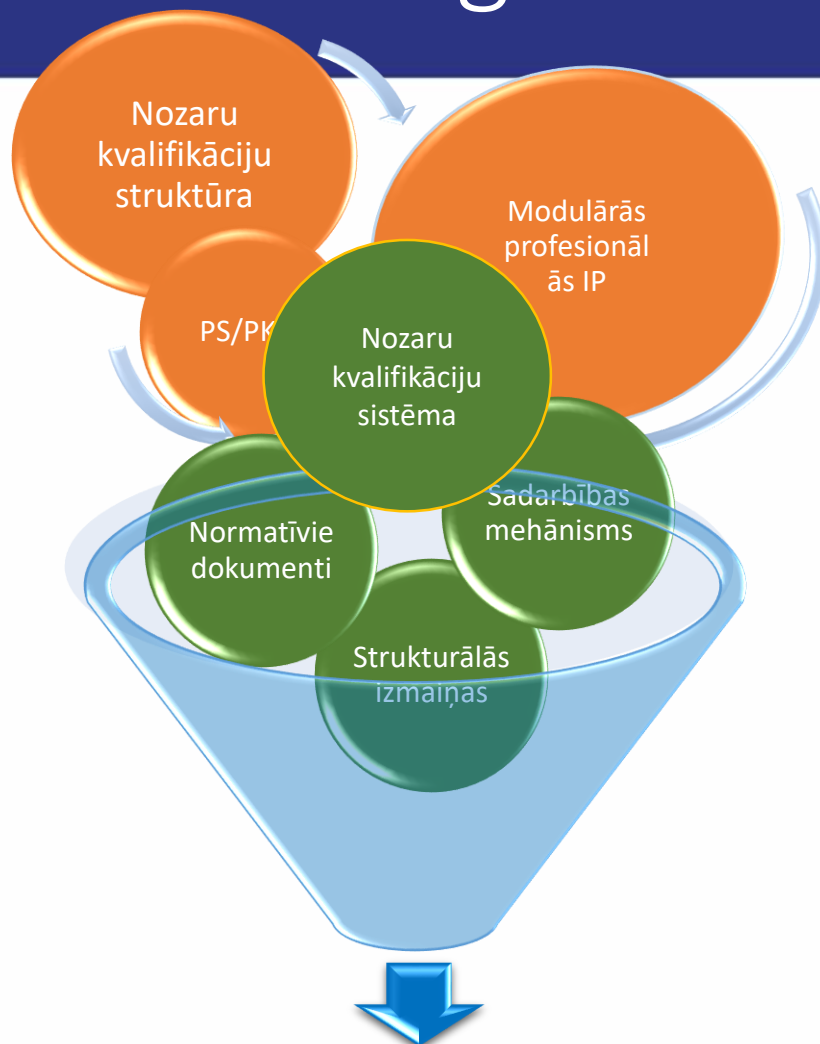 Nozaru
kvalifikāciju
struktūra
Modulārās
profesionāl
ās IP
PS/PK
Nozaru
kvalifikāciju
sistēma
Sadarbības
mehānisms
Normatīvie
dokumenti
Strukturālās
izmaiņas